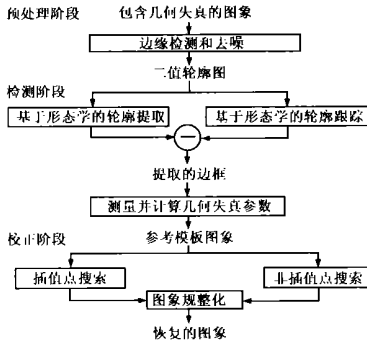 预处理阶段 包含几何失真的图象
边缘检测和去噪
二值轮廓图
检测阶段
基于形态学的轮廓提取 基于形态学的轮廓跟踪
提取的边框
测量并计算几何失真参数
校正阶段 参考模板图象
插值点搜索 非插值点搜索
图象规整化
恢复的图象